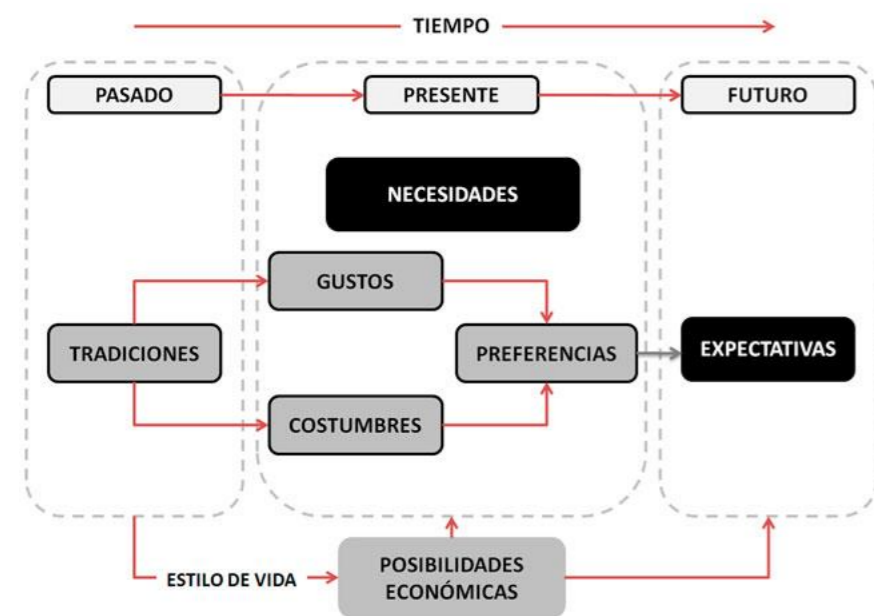 TIEMPO
PASADO
PRESENTE
FUTURO
NECESIDADES
GUSTOS
TRADICIONES
PREFERENCIAS
EXPECTATIVAS
COSTUMBRES
ESTILO DE VIDA
POSIBILIDADES
ECONÓMICAS